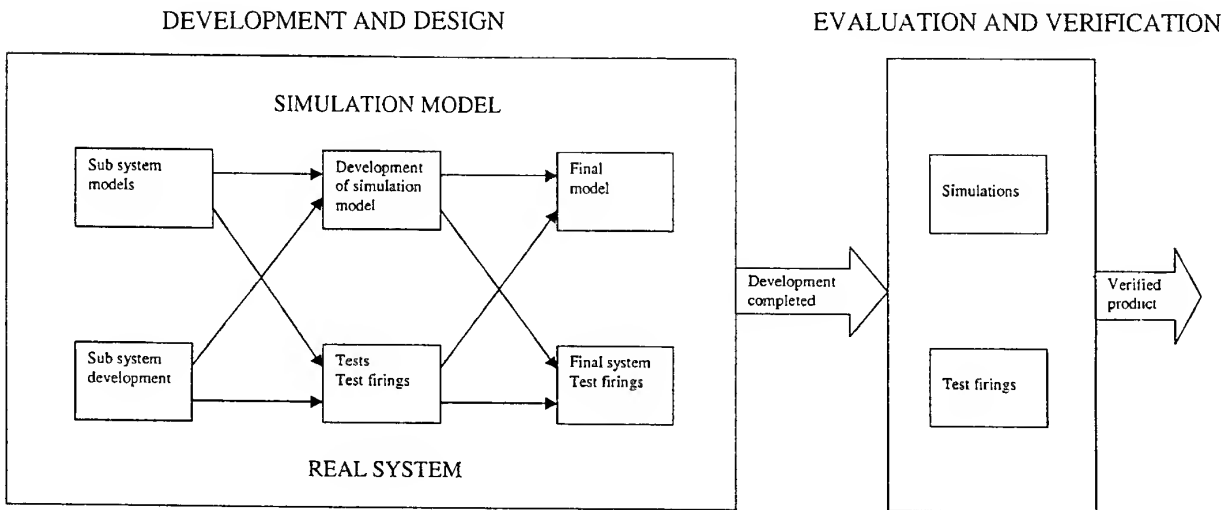 DEVELOPMENT AND DESIGN
EVALUATION AND VERIFICATION
SIMULATION MODEL
Sub system
models
Development
of simulation
model
Final
model
Simulations
Development
completed
Verified
product
Sub system
development
Tests
Test firings
Final system
Test firings
Test firings
REAL SYSTEM